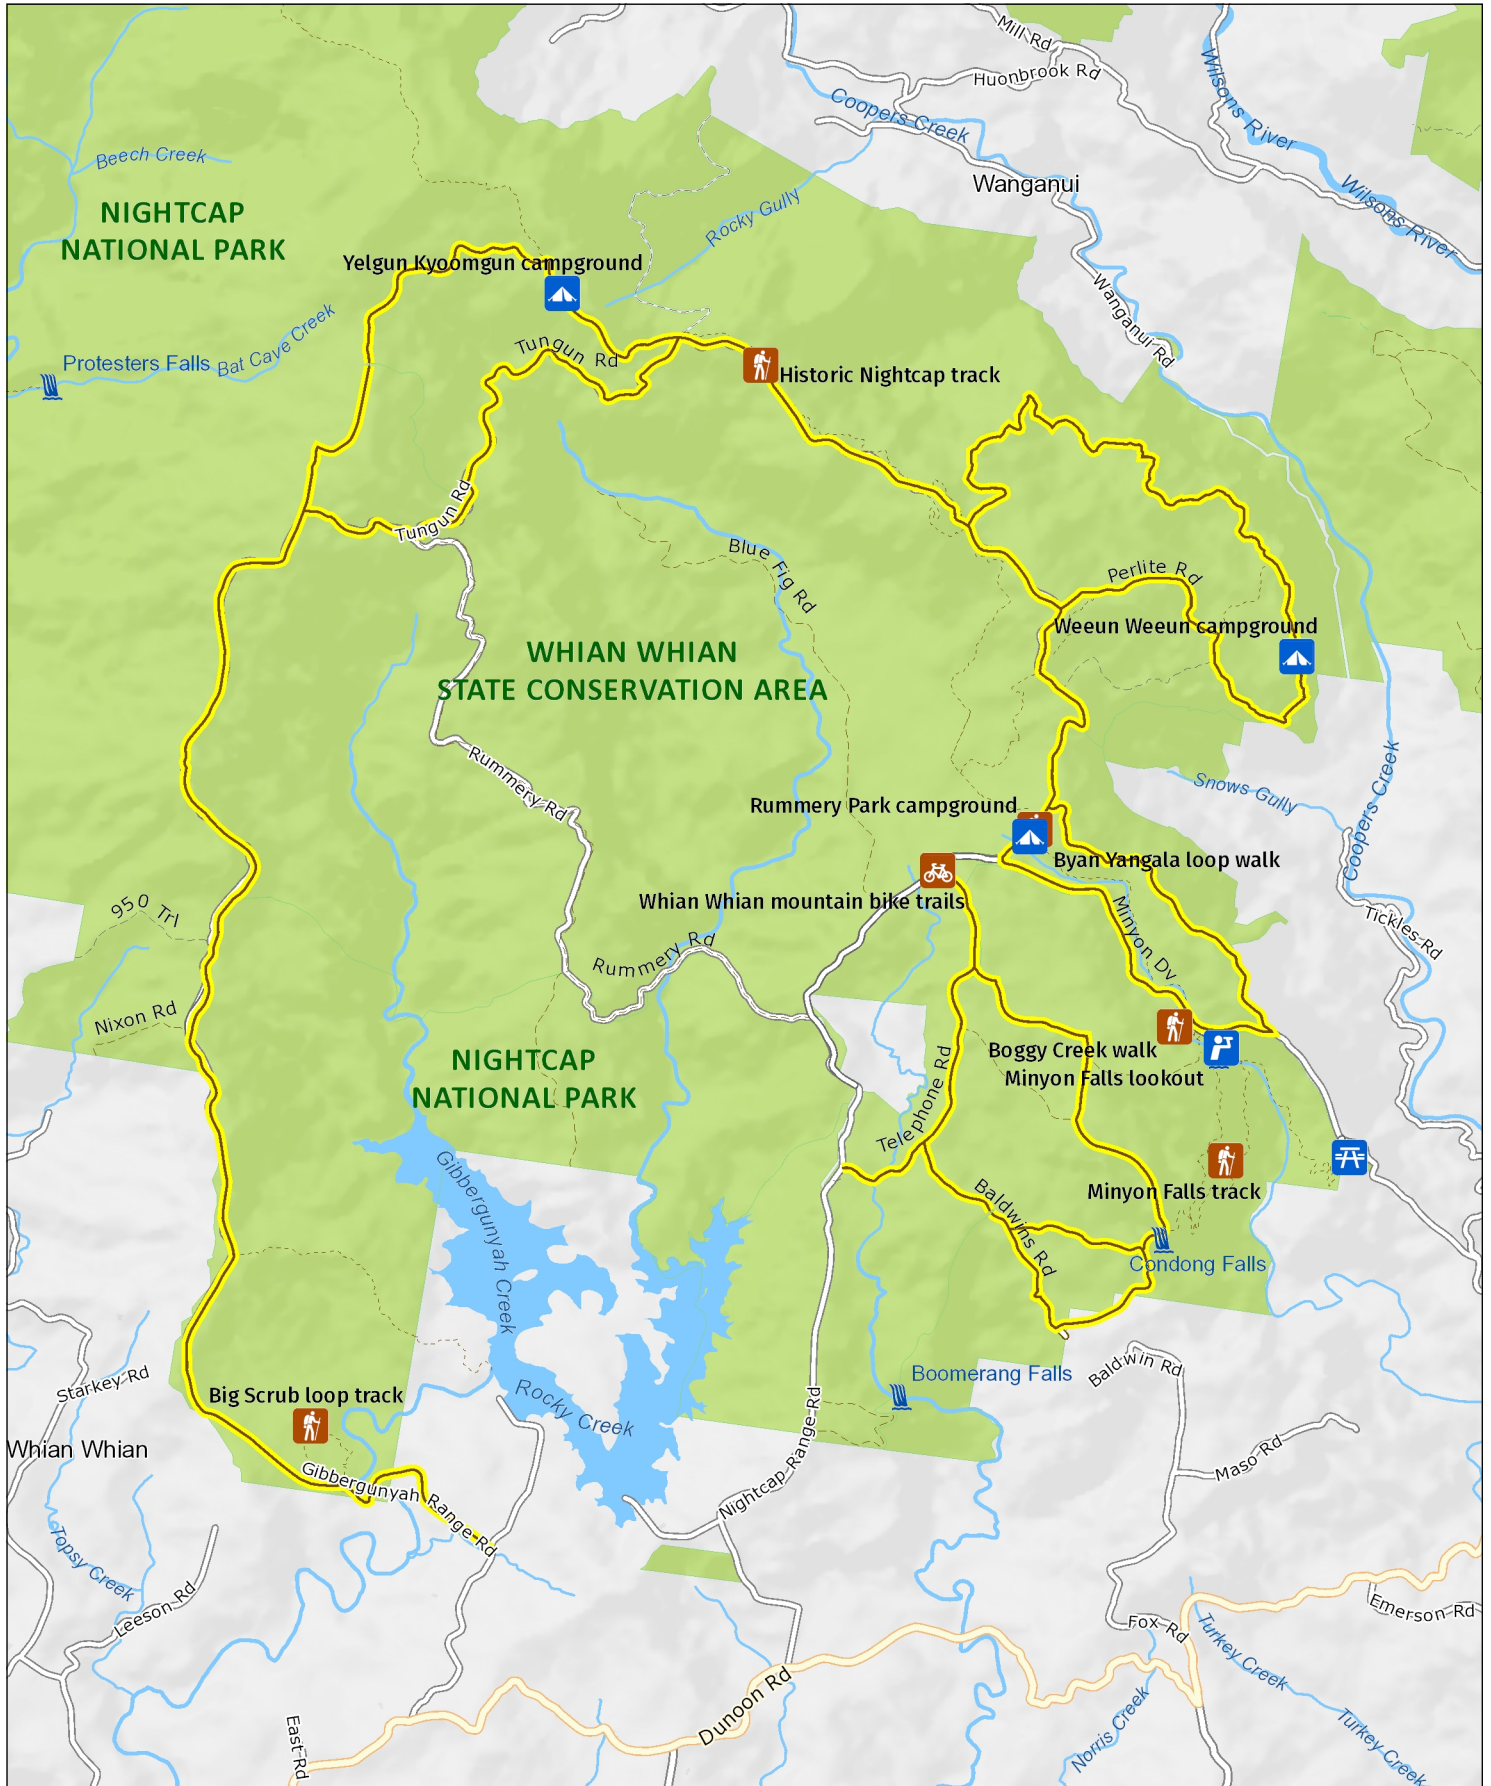 Mill Rd
Huonbrook Rd
Wilsons River
Coopers Creek
Beech Creek
Wanganui
Wilsons River
NIGHTCAP
NATIONAL PARK
Rocky Gully
Yelgun Kyoomgun campground
Wanganui Rd
Bat Cave Creek
Protesters Falls
Tungun Rd
Historic Nightcap track
Tungun Rd
Blue Fig Rd
Perlite Rd
Weeun Weeun campground
WHIAN WHIAN
STATE CONSERVATION AREA
Rummery Rd
Snows Gully
Coopers Creek
Rummery Park campground
Byan Yangala loop walk
Whian Whian mountain bike trails
950 Trl
Minyon Dv
Tickles Rd
Rummery Rd
Nixon Rd
Boggy Creek walk
NIGHTCAP
NATIONAL PARK
Minyon Falls lookout
Telephone Rd
Gibbergunyah Creek
Minyon Falls track
Baldwins Rd
Condong Falls
Starkey Rd
Big Scrub loop track
Rocky Creek
Boomerang Falls
Baldwin Rd
Whian Whian
Gibbergunyah Range Rd
Nightcap Range Rd
Maso Rd
Topsy Creek
Leeson Rd
Emerson Rd
Fox Rd
Turkey Creek
Dunoon Rd
East Rd
Norris Creek
Turkey Creek